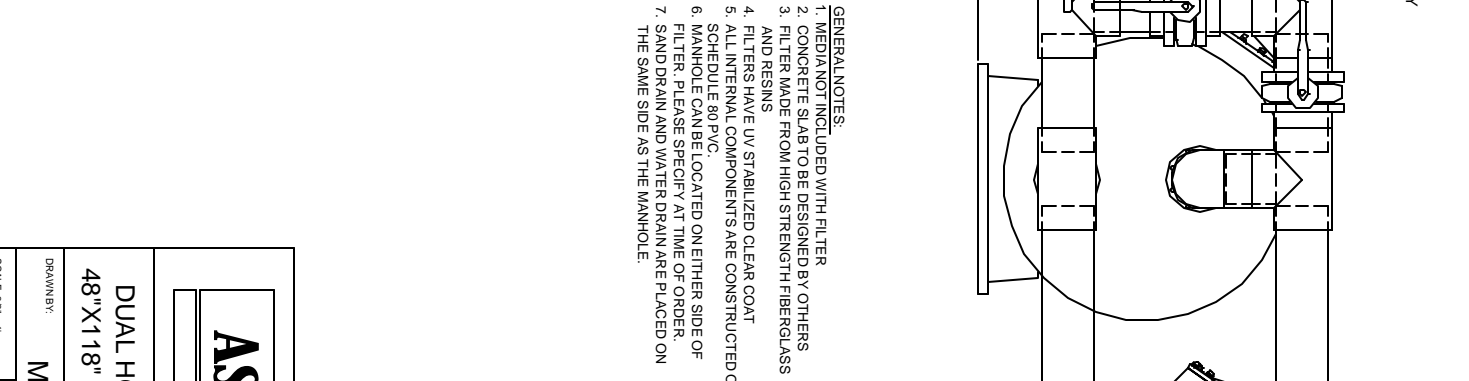 GENERAL NOTES:
1. MEDIA NOT INCLUDED WITH FILTER
2. CONCRETE SLAB TO BE DESIGNED BY OTHERS
3. FILTER MADE FROM HIGH STRENGTH FIBERGLASS
AND RESINS
4. FILTERS HAVE UV STABILIZED CLEAR COAT
5. ALL INTERNAL COMPONENTS ARE CONSTRUCTED
SCHEDULE 80 PVC.
6. MANHOLE CAN BE LOCATED ON EITHER SIDE OF
FILTER. PLEASE SPECIFY AT TIME OF ORDER.
7. SAND DRAIN AND WATER DRAIN ARE PLACED ON
THE SAME SIDE AS THE MANHOLE.
AS
DUAL H
48"X118"
DRAWN BY:
M